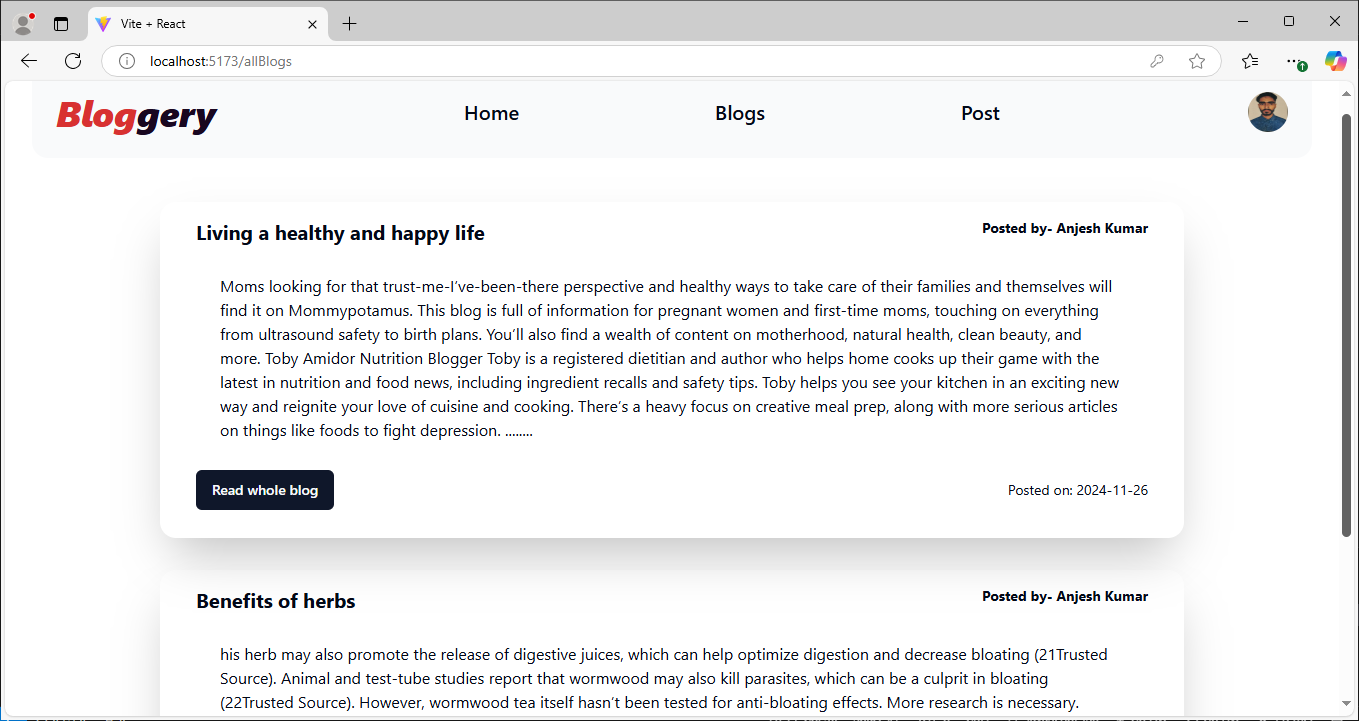 Vite + React
localhost:5173/allBlogs
Bloggery
Home
Blogs
Post
Living a healthy and happy life
Posted by- Anjesh Kumar
Moms looking for that trust-me-I’ve-been-there perspective and healthy ways to take care of their families and themselves will
find it on Mommypotamus. This blog is full of information for pregnant women and first-time moms, touching on everything
from ultrasound safety to birth plans. You’ll also find a wealth of content on motherhood, natural health, clean beauty, and
more. Toby Amidor Nutrition Blogger Toby is a registered dietitian and author who helps home cooks up their game with the
latest in nutrition and food news, including ingredient recalls and safety tips. Toby helps you see your kitchen in an exciting new
way and reignite your love of cuisine and cooking. There’s a heavy focus on creative meal prep, along with more serious articles
on things like foods to fight depression. ........
Read whole blog
Posted on: 2024-11-26
Benefits of herbs
Posted by- Anjesh Kumar
his herb may also promote the release of digestive juices, which can help optimize digestion and decrease bloating (21Trusted
Source). Animal and test-tube studies report that wormwood may also kill parasites, which can be a culprit in bloating
(22Trusted Source). However, wormwood tea itself hasn’t been tested for anti-bloating effects. More research is necessary.